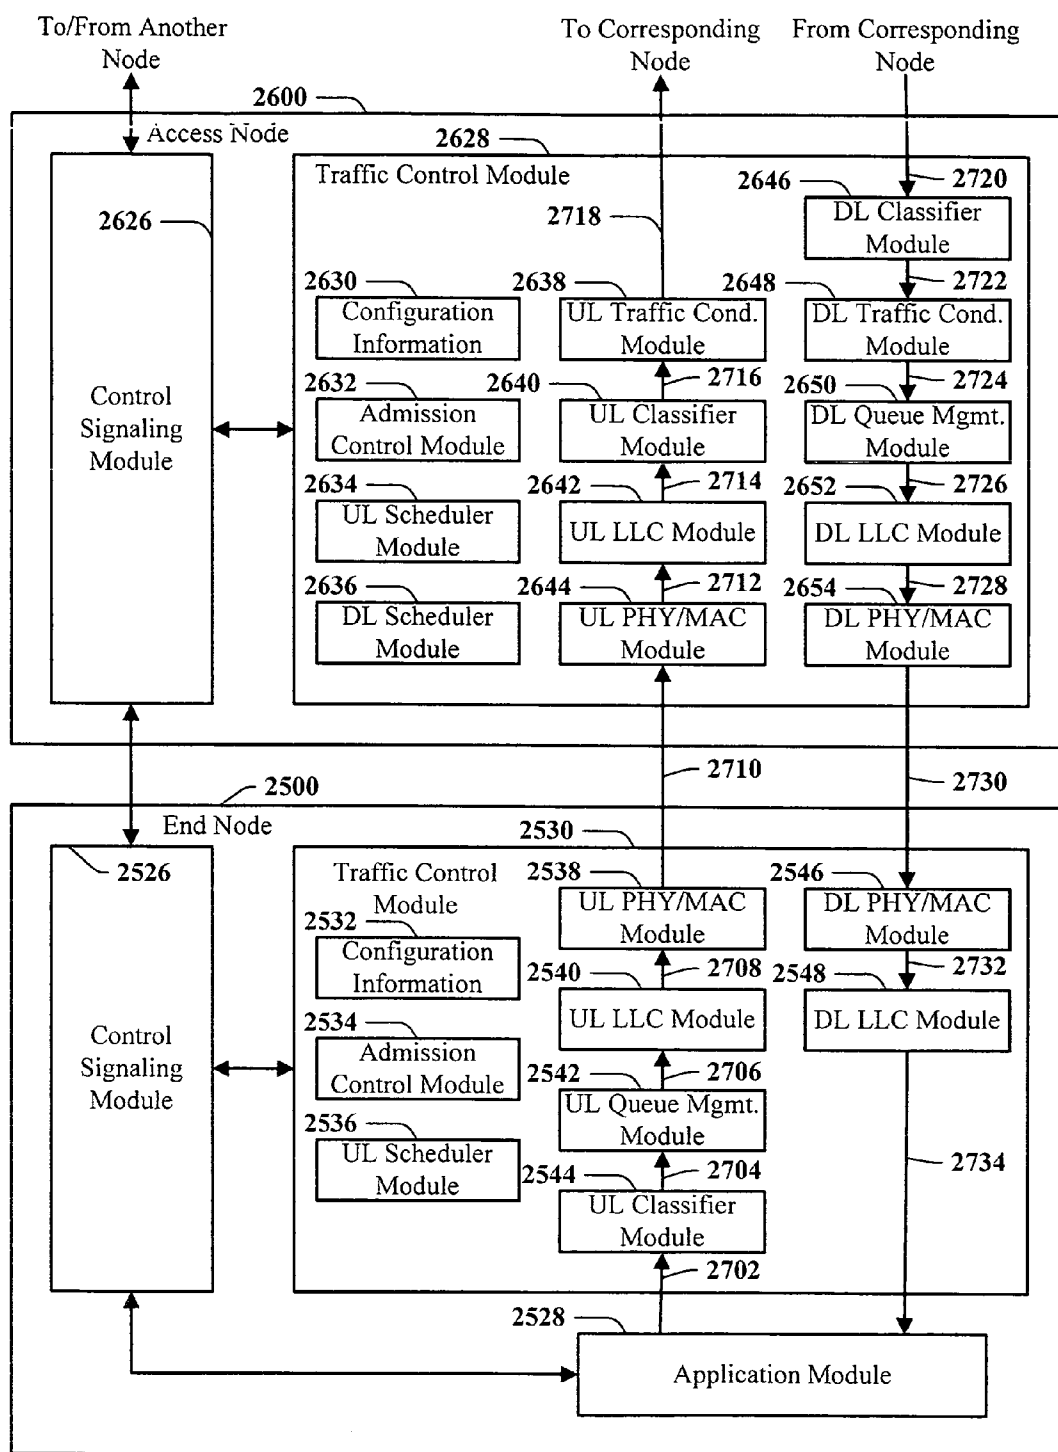 To/From Another
Node
To Corresponding
Node
From Corresponding
Node
2600
Access Node
2628
Traffic Control Module
2626
Control
Signaling
Module
2646
2720
DL Classifier
Module
2718
2722
2630
Configuration
Information
2638
UL Traffic Cond.
Module
2648
DL Traffic Cond.
Module
2716
2724
2632
Admission
Control Module
2640
UL Classifier
Module
2650
DL Queue Mgmt.
Module
2714
2726
2634
UL Scheduler
Module
2642
UL LLC Module
2652
DL LLC Module
2712
2728
2636
DL Scheduler
Module
2644
UL PHY/MAC
Module
2654
DL PHY/MAC
Module
2710
2730
2500
End Node
2530
2526
Control
Signaling
Module
Traffic Control
Module
2538
UL PHY/MAC
Module
2546
DL PHY/MAC
Module
2532
Configuration
Information
2708
2732
2540
UL LLC Module
2548
DL LLC Module
2534
Admission
Control Module
2706
2542
UL Queue Mgmt.
Module
2536
UL Scheduler
Module
2704
2734
2544
UL Classifier
Module
2702
2528
Application Module